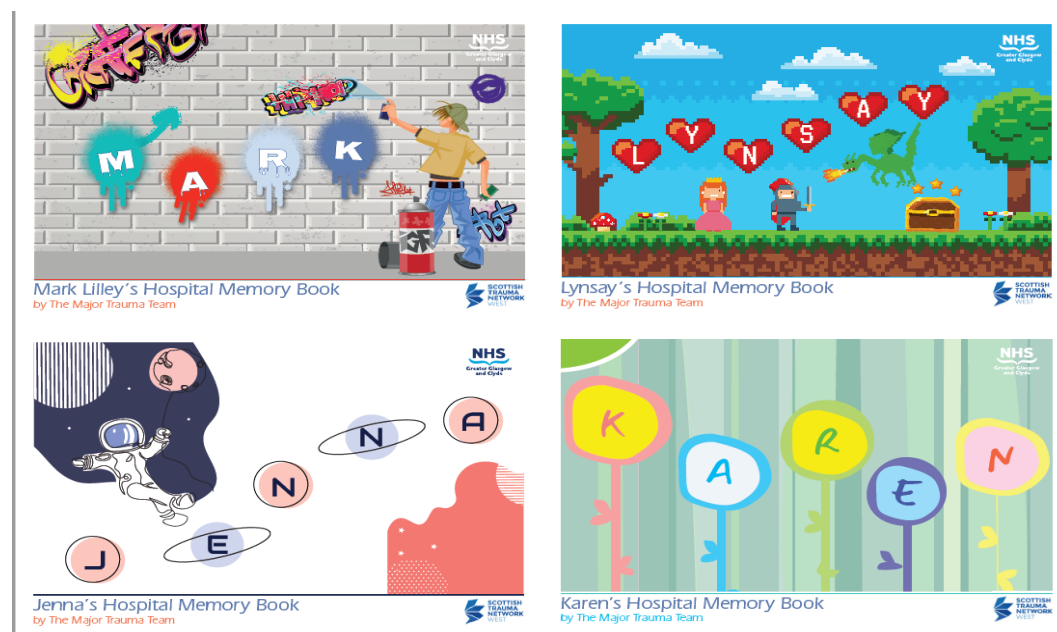 GRAFFITI
NHS
Greater Glasgow
and Clyde
HIP HOP
M A R K
Mark Lilley's Hospital Memory Book
by The Major Trauma Team
SCOTTISH
TRAUMA
NETWORK
WEST
NHS
Greater Glasgow
and Clyde
L Y N S A Y
Lynsay's Hospital Memory Book
by The Major Trauma Team
SCOTTISH
TRAUMA
NETWORK
WEST
NHS
Greater Glasgow
and Clyde
J E N N A
Jenna's Hospital Memory Book
by The Major Trauma Team
SCOTTISH
TRAUMA
NETWORK
WEST
NHS
Greater Glasgow
and Clyde
K A R E N
Karen's Hospital Memory Book
by The Major Trauma Team
SCOTTISH
TRAUMA
NETWORK
WEST